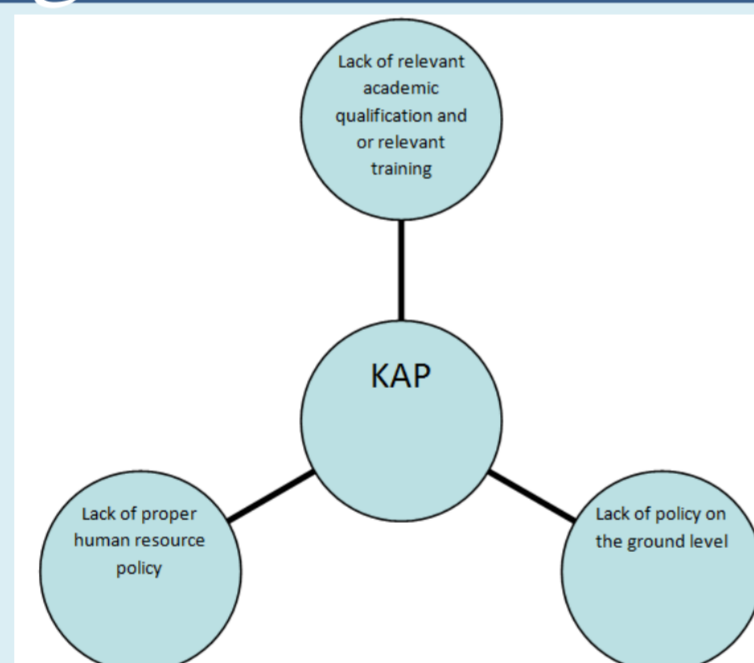 Lack of relevant
academic
qualification and
or relevant
training
KAP
Lack of proper
human resource
policy
Lack of policy on
the ground level